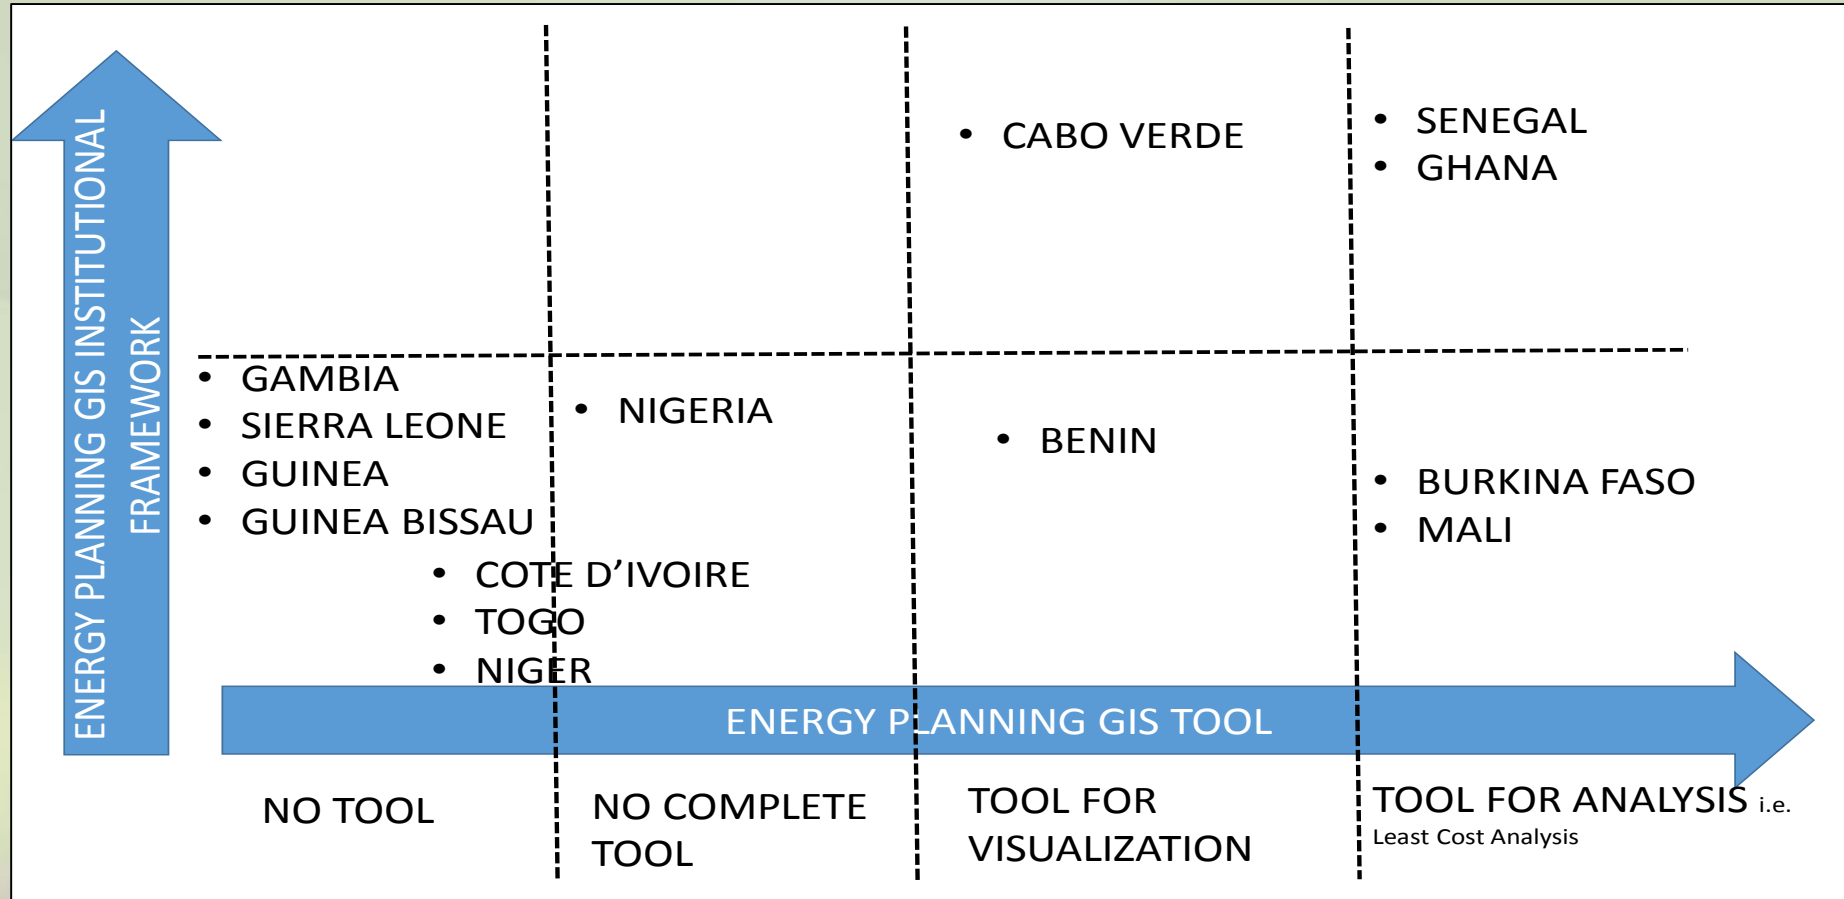 ENERGY PLANNING GIS INSTITUTIONAL
FRAMEWORK
• CABO VERDE
• SENEGAL
• GHANA
• GAMBIA
• SIERRA LEONE
• GUINEA
• GUINEA BISSAU
• NIGERIA
• BENIN
• BURKINA FASO
• MALI
• COTE D’IVOIRE
• TOGO
• NIGER
ENERGY PLANNING GIS TOOL
NO TOOL
NO COMPLETE
TOOL
TOOL FOR
VISUALIZATION
TOOL FOR ANALYSIS i.e.
Least Cost Analysis